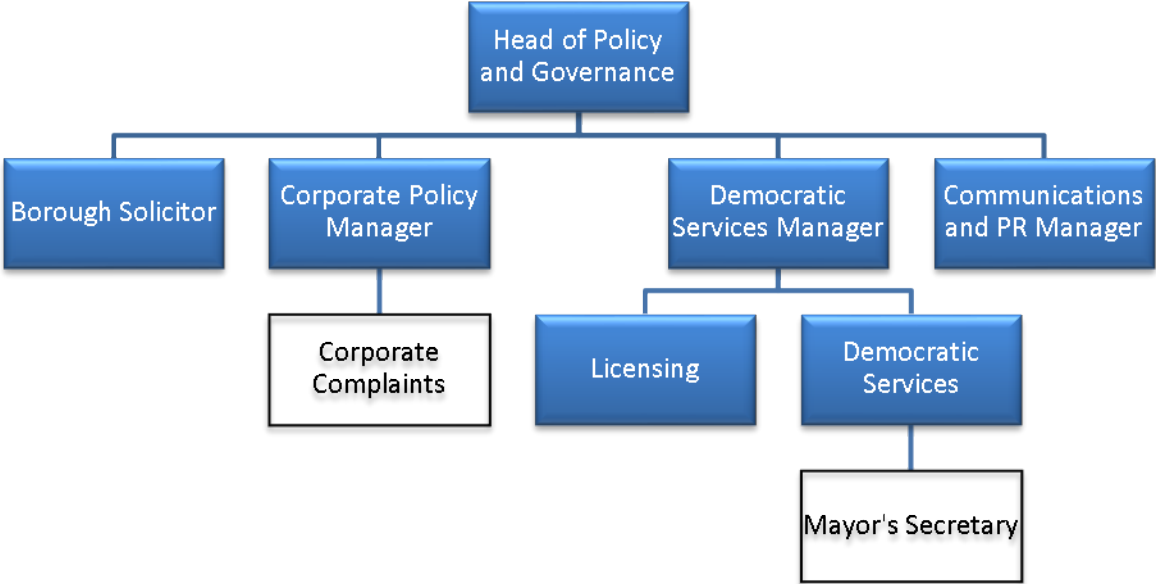 Head of Policy
and Governance
Borough Solicitor
Corporate Policy
Manager
Democratic
Services Manager
Communications
and PR Manager
Corporate
Complaints
Licensing
Democratic
Services
Mayor's Secretary